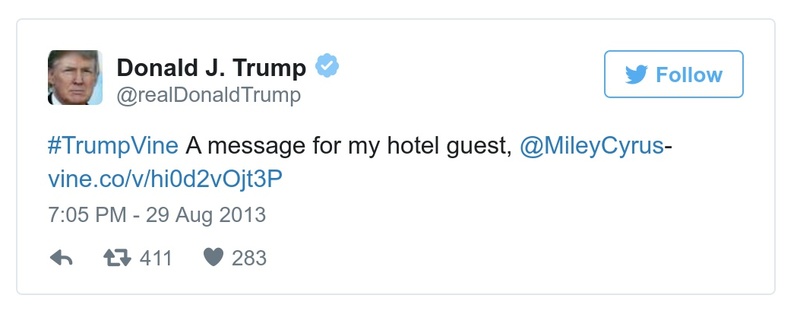 Donald J. Trump
@realDonaldTrump
Follow
#TrumpVine A message for my hotel guest, @MileyCyrus-
vine.co/v/hi0d2vOjt3P
7:05 PM - 29 Aug 2013
411 283